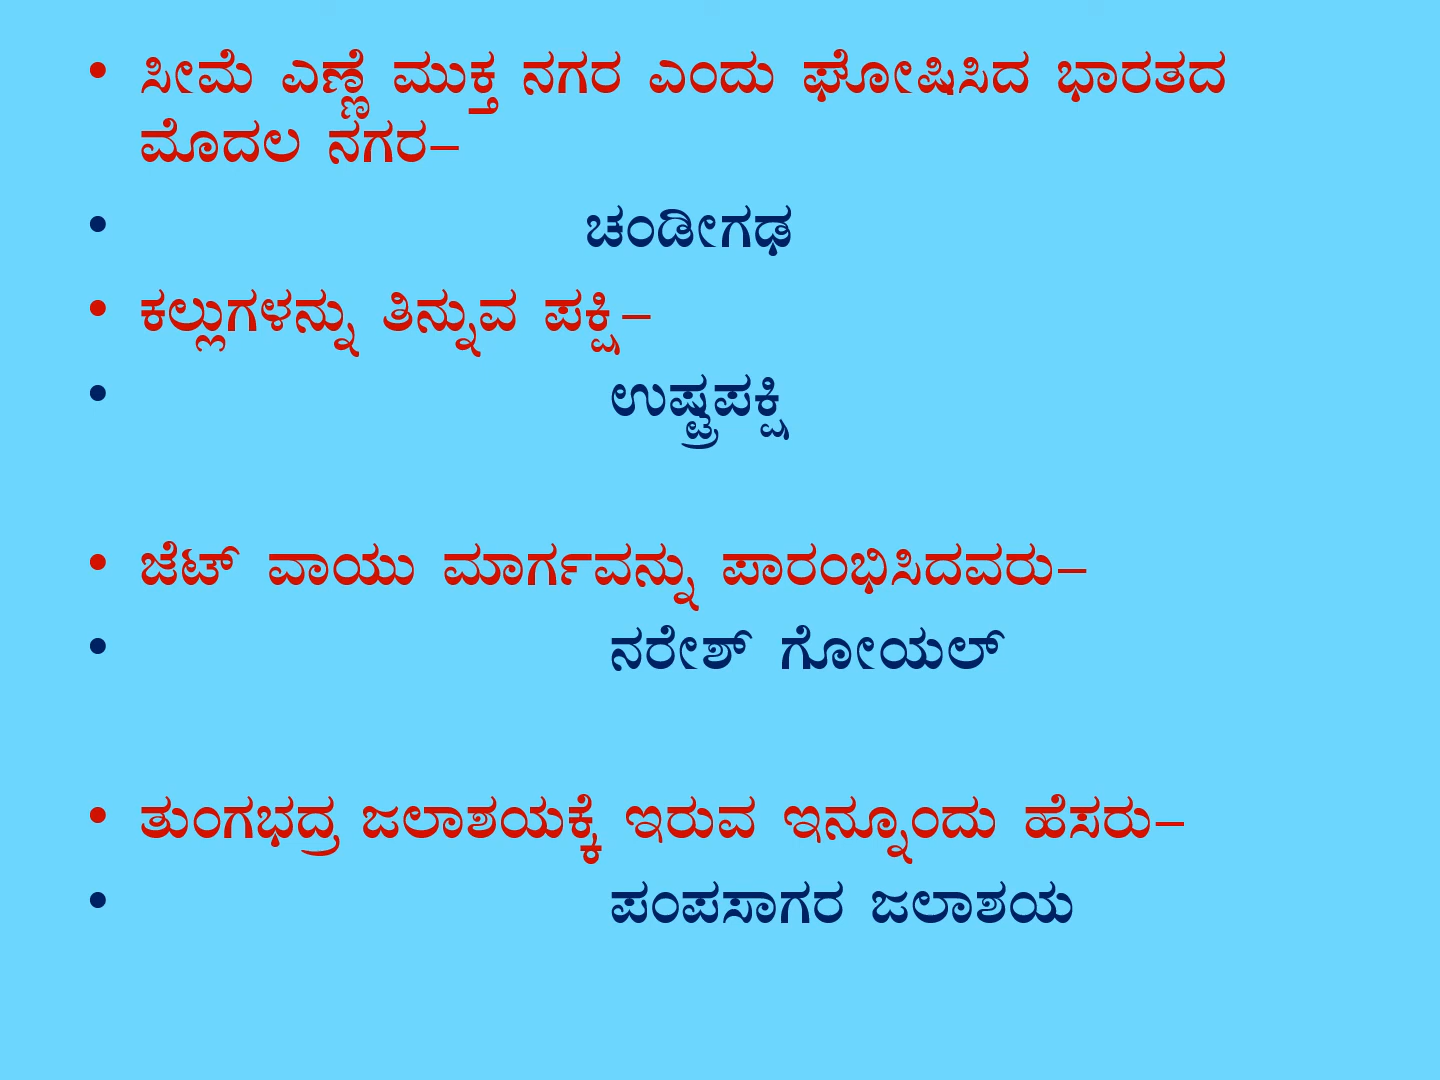 • ಸೀಮೆ ಎಣ್ಣೆ ಮುಕ್ತ ನಗರ ಎಂದು ಘೋಷಿಸಿದ ಭಾರತದ
ಮೊದಲ ನಗರ–
• ಚಂಡೀಗಢ
• ಕಲ್ಲುಗಳನ್ನು ತಿನ್ನುವ ಪಕ್ಷಿ–
• ಉಷ್ಟ್ರಪಕ್ಷಿ
• ಜೆಟ್ ವಾಯು ಮಾರ್ಗವನ್ನು ಪಾರಂಭಿಸಿದವರು–
• ನರೇಶ್ ಗೋಯಲ್
• ತುಂಗಭದ್ರ ಜಲಾಶಯಕ್ಕೆ ಇರುವ ಇನ್ನೂಂದು ಹೆಸರು–
• ಪಂಪಸಾಗರ ಜಲಾಶಯ